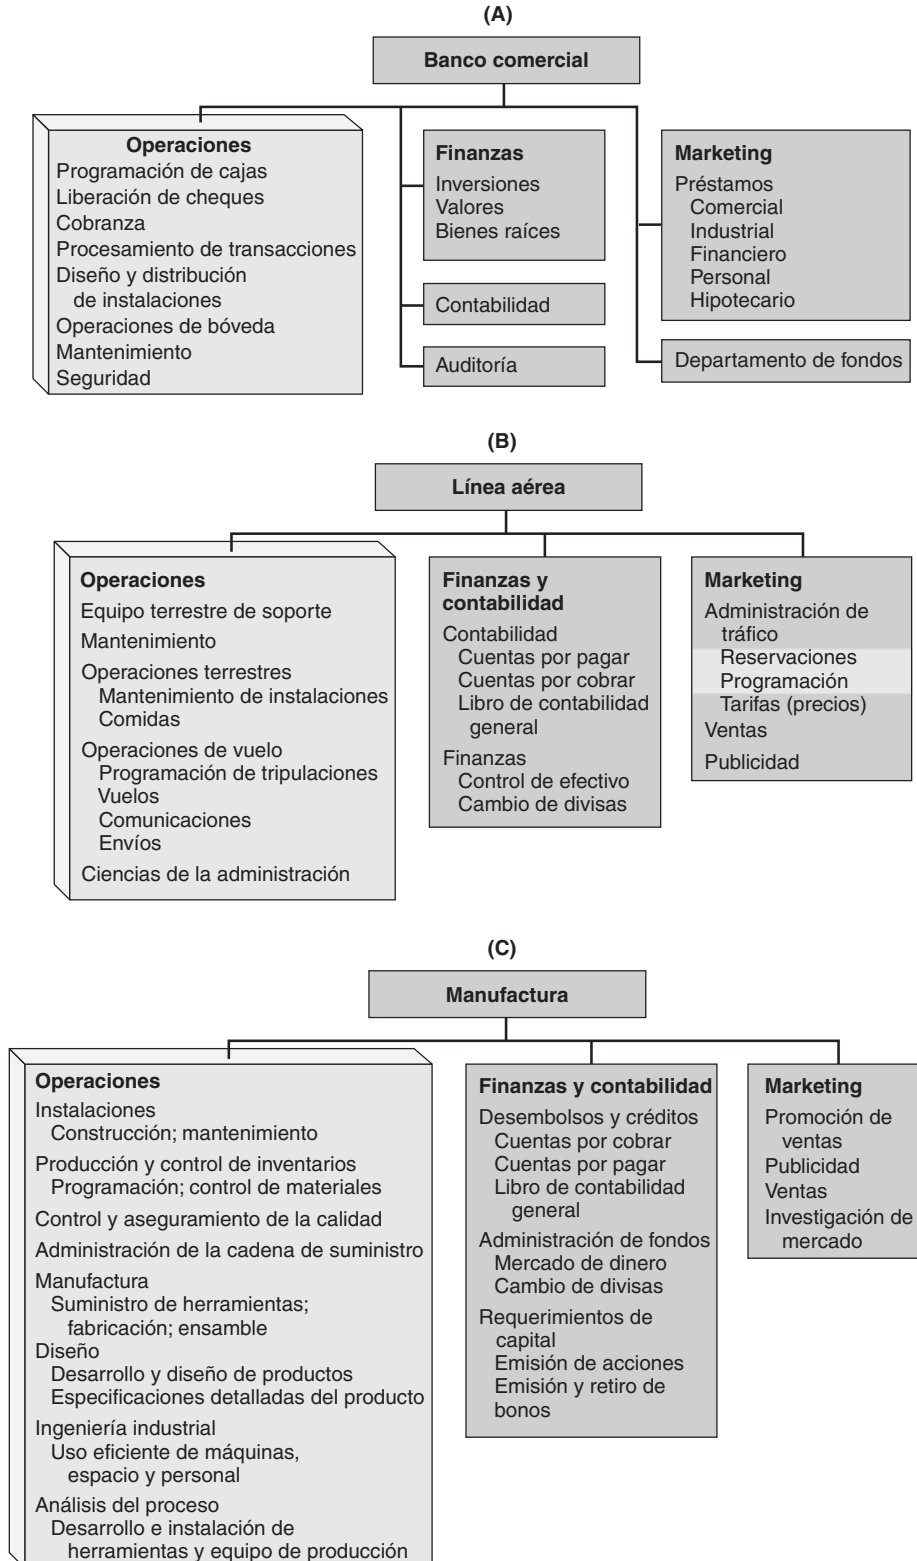 (A)
Banco comercial
Operaciones
Programación de cajas
Liberación de cheques
Cobranza
Procesamiento de transacciones
Diseño y distribución
de instalaciones
Operaciones de bóveda
Mantenimiento
Seguridad
Finanzas
Inversiones
Valores
Bienes raíces
Contabilidad
Auditoría
Marketing
Préstamos
Comercial
Industrial
Financiero
Personal
Hipotecario
Departamento de fondos
(B)
Línea aérea
Operaciones
Equipo terrestre de soporte
Mantenimiento
Operaciones terrestres
Mantenimiento de instalaciones
Comidas
Operaciones de vuelo
Programación de tripulaciones
Vuelos
Comunicaciones
Envíos
Ciencias de la administración
Finanzas y
contabilidad
Contabilidad
Cuentas por pagar
Cuentas por cobrar
Libro de contabilidad
general
Finanzas
Control de efectivo
Cambio de divisas
Marketing
Administración de
tráfico
Reservaciones
Programación
Tarifas (precios)
Ventas
Publicidad
(C)
Manufactura
Operaciones
Instalaciones
Construcción; mantenimiento
Producción y control de inventarios
Programación; control de materiales
Control y aseguramiento de la calidad
Administración de la cadena de suministro
Manufactura
Suministro de herramientas;
fabricación; ensamble
Diseño
Desarrollo y diseño de productos
Especificaciones detalladas del producto
Ingeniería industrial
Uso eficiente de máquinas,
espacio y personal
Análisis del proceso
Desarrollo e instalación de
herramientas y equipo de producción
Finanzas y contabilidad
Desembolsos y créditos
Cuentas por cobrar
Cuentas por pagar
Libro de contabilidad
general
Administración de fondos
Mercado de dinero
Cambio de divisas
Requerimientos de
capital
Emisión de acciones
Emisión y retiro de
bonos
Marketing
Promoción de
ventas
Publicidad
Ventas
Investigación de
mercado